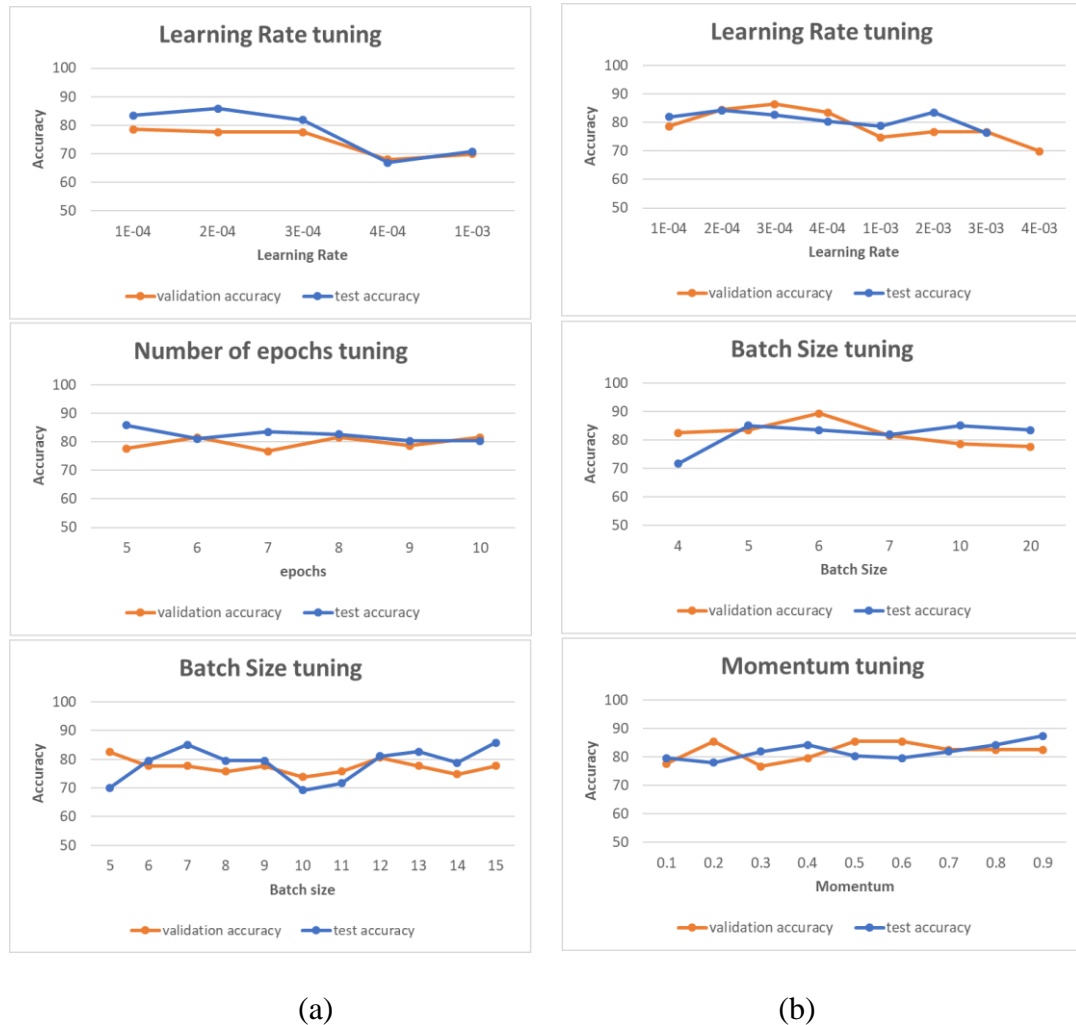 Learning Rate tuning
100
90
80
70
60
50
Accuracy
1E-04 2E-04 3E-04 4E-04 1E-03
Learning Rate
validation accuracy test accuracy
Number of epochs tuning
100
90
80
70
60
50
Accuracy
5 6 7 8 9 10
epochs
validation accuracy test accuracy
Batch Size tuning
100
90
80
70
60
50
Accuracy
5 6 7 8 9 10 11 12 13 14 15
Batch size
validation accuracy test accuracy
(a)
Learning Rate tuning
100
90
80
70
60
50
Accuracy
1E-04 2E-04 3E-04 4E-04 1E-03 2E-03 3E-03 4E-03
Learning Rate
validation accuracy test accuracy
Batch Size tuning
100
90
80
70
60
50
Accuracy
4 5 6 7 10 20
Batch Size
validation accuracy test accuracy
Momentum tuning
100
90
80
70
60
50
Accuracy
0.1 0.2 0.3 0.4 0.5 0.6 0.7 0.8 0.9
Momentum
validation accuracy test accuracy
(b)